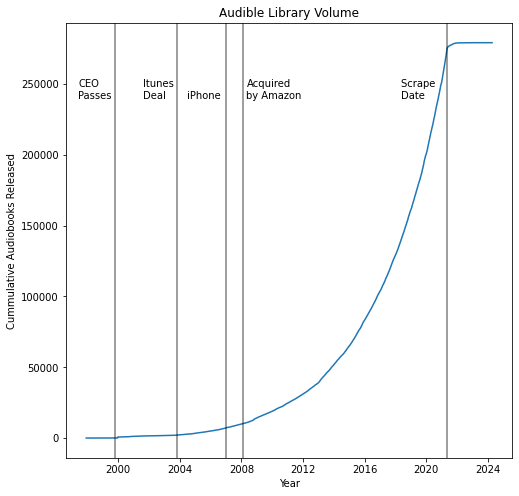 Audible Library Volume
CEO
Passes
Itunes
Deal
iPhone
Acquired
by Amazon
Scrape
Date
Cummulative Audiobooks Released
250000
200000
150000
100000
50000
0
2000 2004 2008 2012 2016 2020 2024
Year